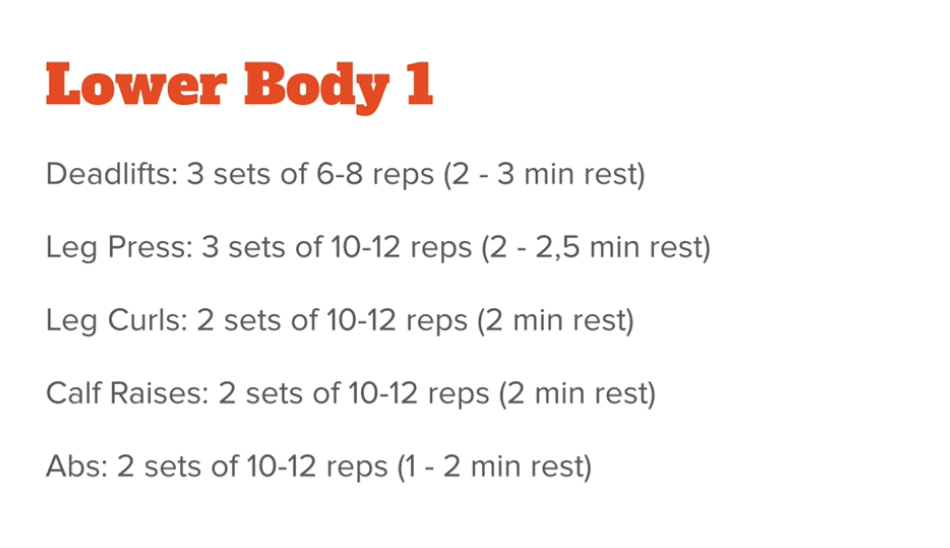 Lower Body 1
Deadlifts: 3 sets of 6-8 reps (2 - 3 min rest)
Leg Press: 3 sets of 10-12 reps (2 - 2,5 min rest)
Leg Curls: 2 sets of 10-12 reps (2 min rest)
Calf Raises: 2 sets of 10-12 reps (2 min rest)
Abs: 2 sets of 10-12 reps (1 - 2 min rest)